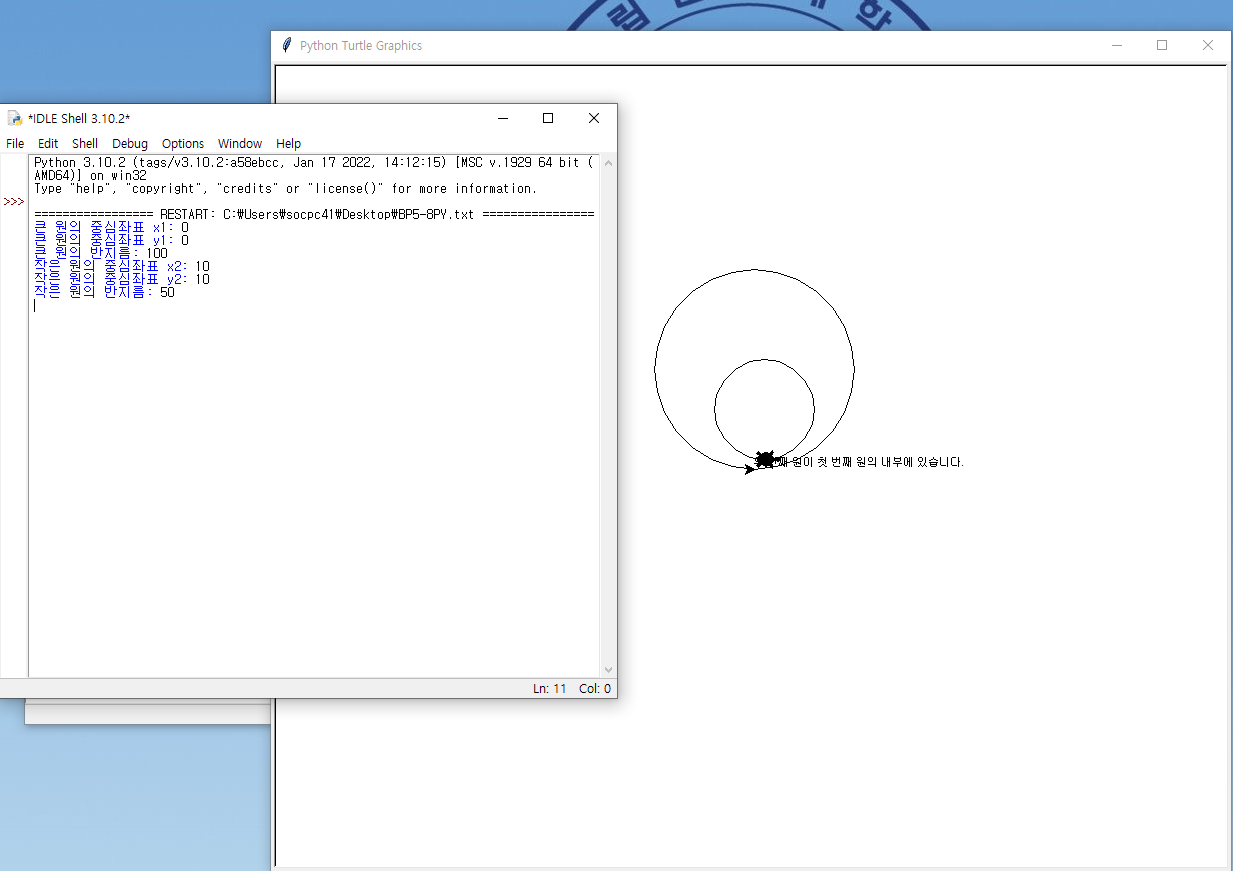 Python Turtle Graphics
*IDLE Shell 3.10.2*
File Edit Shell Debug Options Window Help
Python 3.10.2 (tags/v3.10.2:a58ebcc, Jan 17 2022, 14:12:15) [MSC v.1929 64 bit (
AMD64)] on win32
Type "help", "copyright", "credits" or "license()" for more information.
>>>
================= RESTART: C:\Users\socpc41\Desktop\BP5-8PY.txt ================
큰 원의 중심좌표 x1: 0
큰 원의 중심좌표 y1: 0
큰 원의 반지름: 100
작은 원의 중심좌표 x2: 10
작은 원의 중심좌표 y2: 10
작은 원의 반지름: 50
원이 첫 번째 원의 내부에 있습니다.
Ln: 11 Col: 0